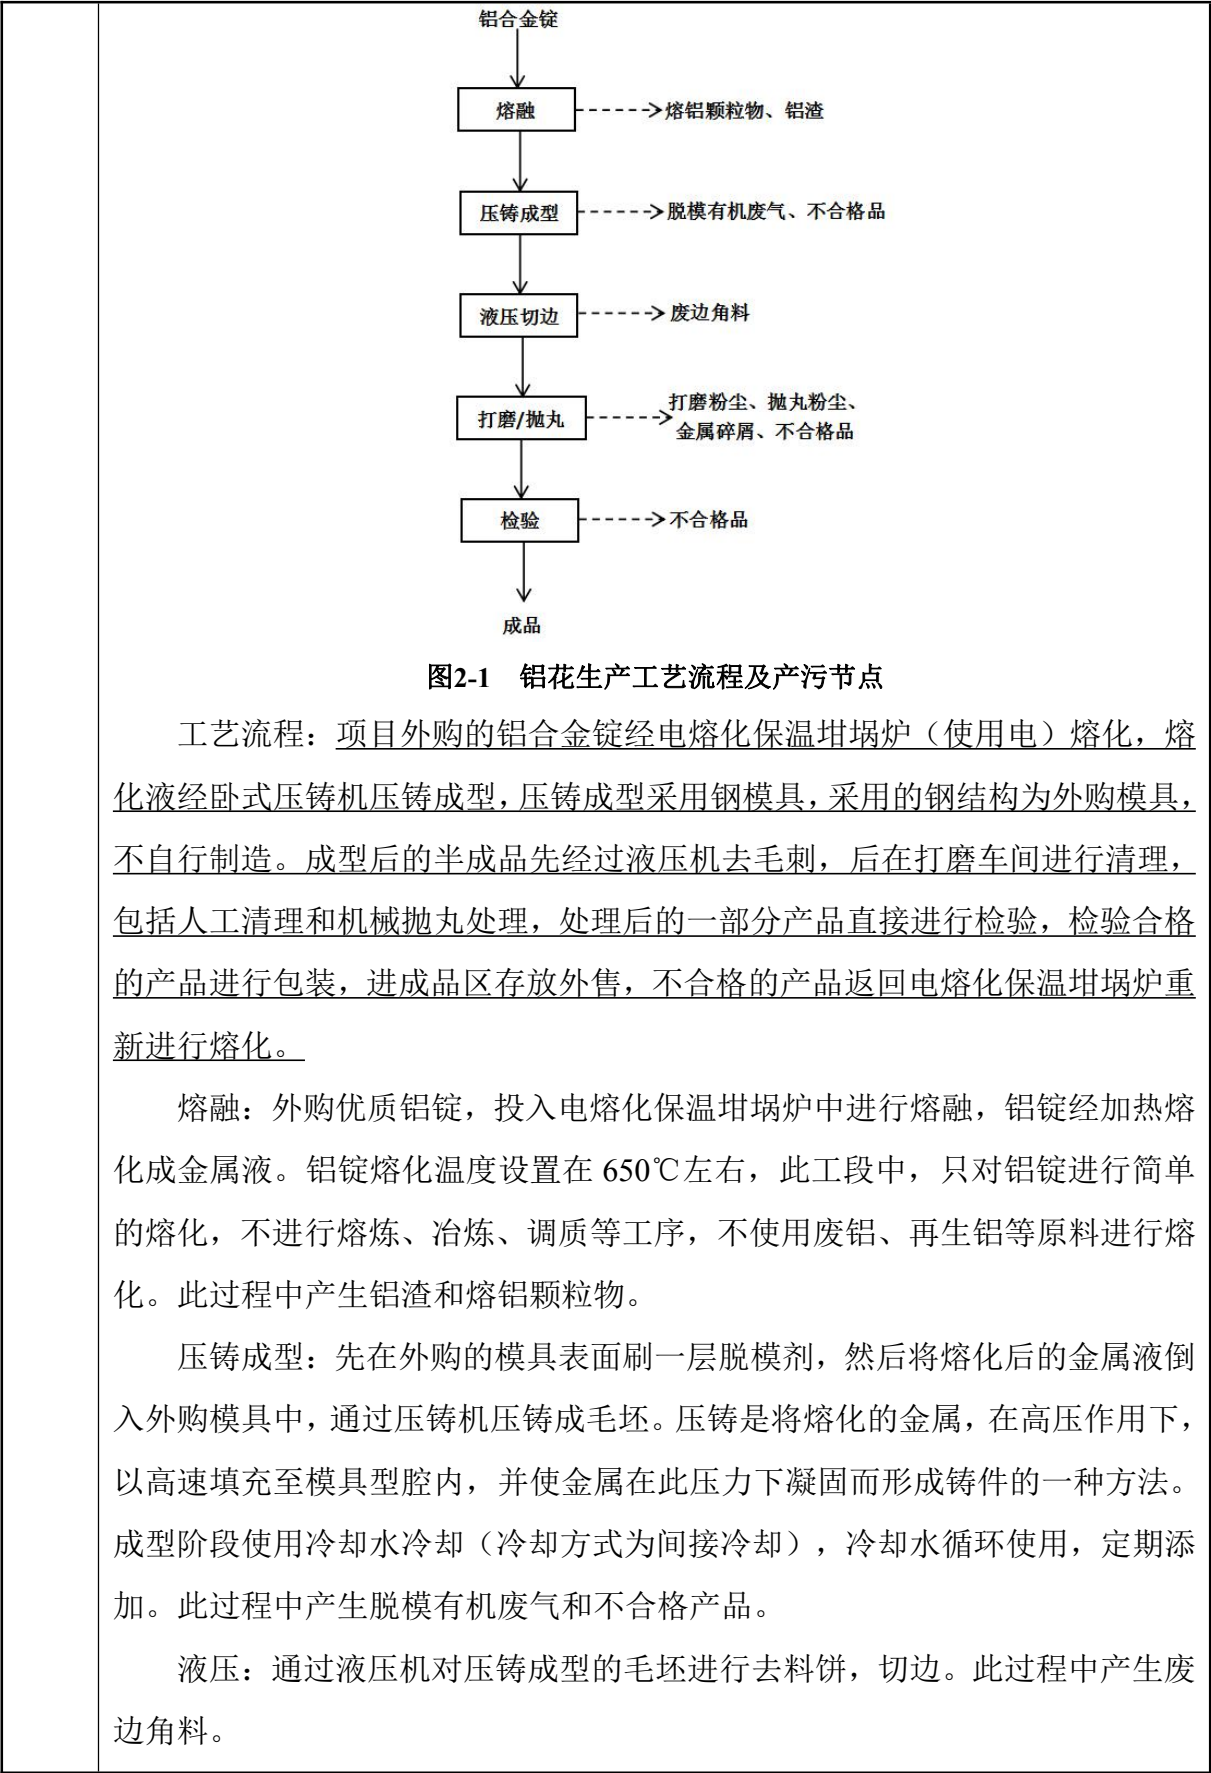 铝合金锭
熔融
熔铝颗粒物、铝渣
压铸成型
脱模有机废气、不合格品
液压切边
废边角料
打磨/抛丸
打磨粉尘、抛丸粉尘、
金属碎屑、不合格品
检验
不合格品
成品
图2-1 铝花生产工艺流程及产污节点
工艺流程：项目外购的铝合金锭经电熔化保温坩埚炉（使用电）熔化，熔
化液经卧式压铸机压铸成型，压铸成型采用钢模具，采用的钢结构为外购模具，
不自行制造。成型后的半成品先经过液压机去毛刺，后在打磨车间进行清理，
包括人工清理和机械抛丸处理，处理后的一部分产品直接进行检验，检验合格
的产品进行包装，进成品区存放外售，不合格的产品返回电熔化保温坩埚炉重
新进行熔化。
熔融：外购优质铝锭，投入电熔化保温坩埚炉中进行熔融，铝锭经加热熔
化成金属液。铝锭熔化温度设置在 650℃左右，此工段中，只对铝锭进行简单
的熔化，不进行熔炼、冶炼、调质等工序，不使用废铝、再生铝等原料进行熔
化。此过程中产生铝渣和熔铝颗粒物。
压铸成型：先在外购的模具表面刷一层脱模剂，然后将熔化后的金属液倒
入外购模具中，通过压铸机压铸成毛坯。压铸是将熔化的金属，在高压作用下，
以高速填充至模具型腔内，并使金属在此压力下凝固而形成铸件的一种方法。
成型阶段使用冷却水冷却（冷却方式为间接冷却），冷却水循环使用，定期添
加。此过程中产生脱模有机废气和不合格产品。
液压：通过液压机对压铸成型的毛坯进行去料饼，切边。此过程中产生废
边角料。